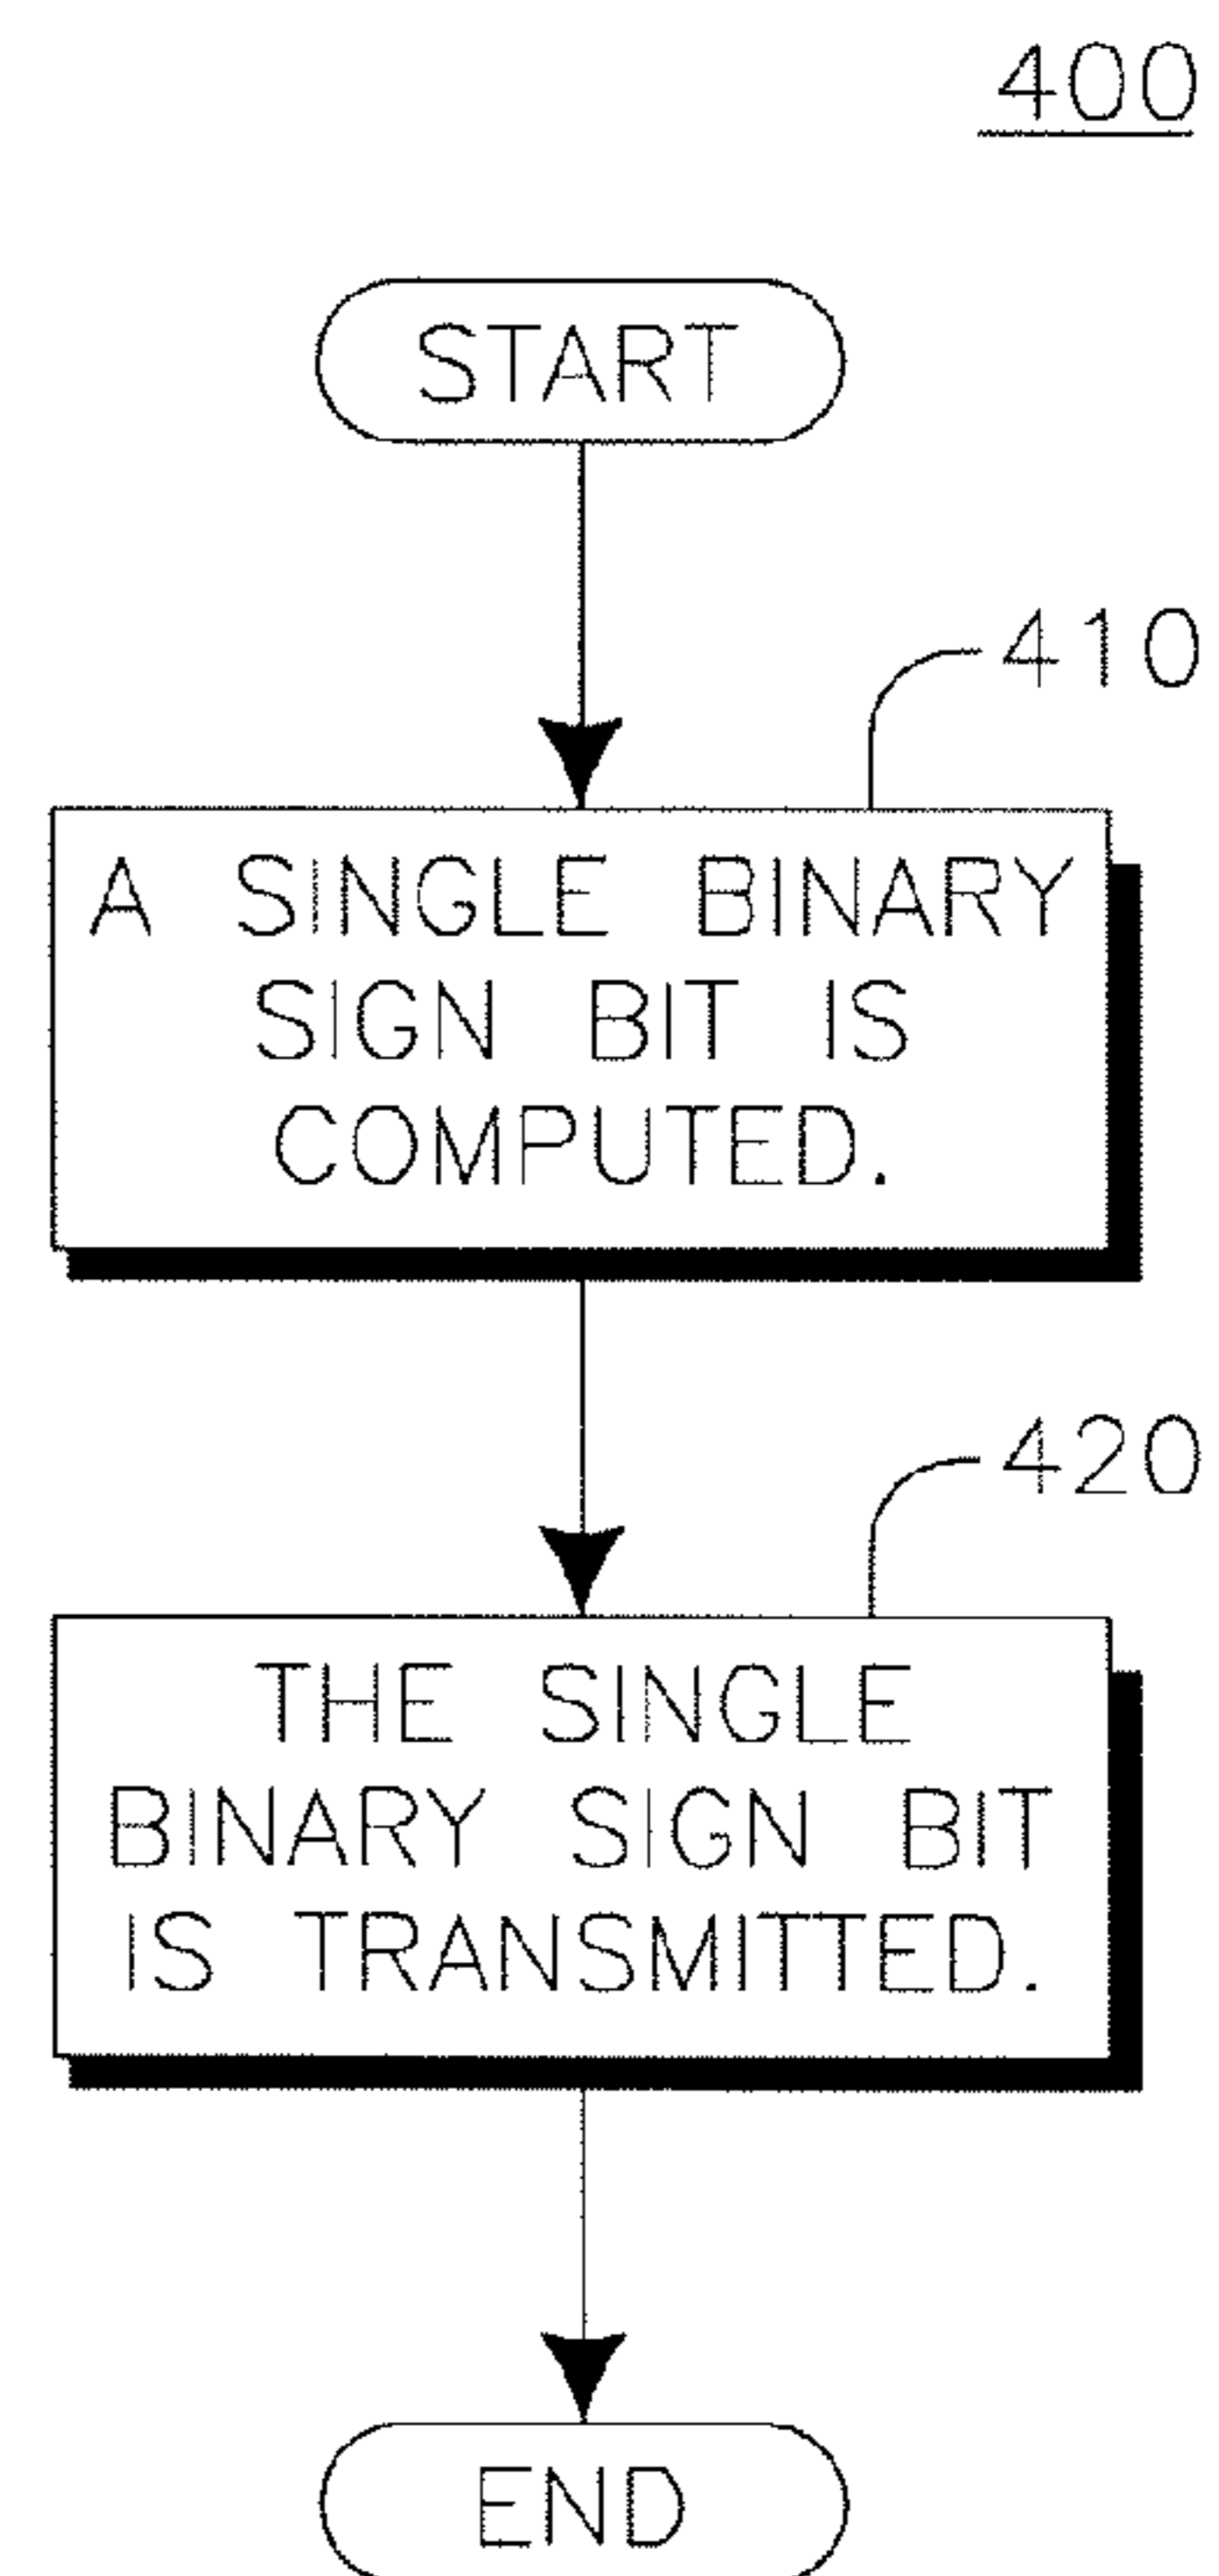 400
START
410
A SINGLE BINARY
SIGN BIT IS
COMPUTED.
420
THE SINGLE
BINARY SIGN BIT
IS TRANSMITTED.
END